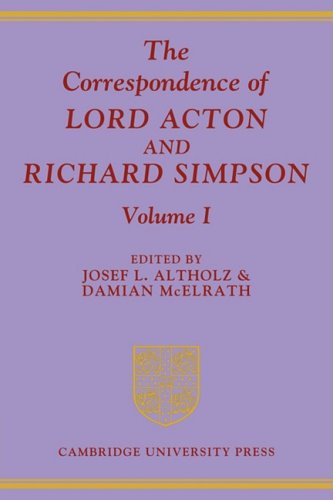 The
Correspondence of
LORD ACTON
AND
RICHARD SIMPSON
Volume I
EDITED BY
JOSEF L. ALTHOLZ &
DAMIAN McELRATH
CAMBRIDGE UNIVERSITY PRESS